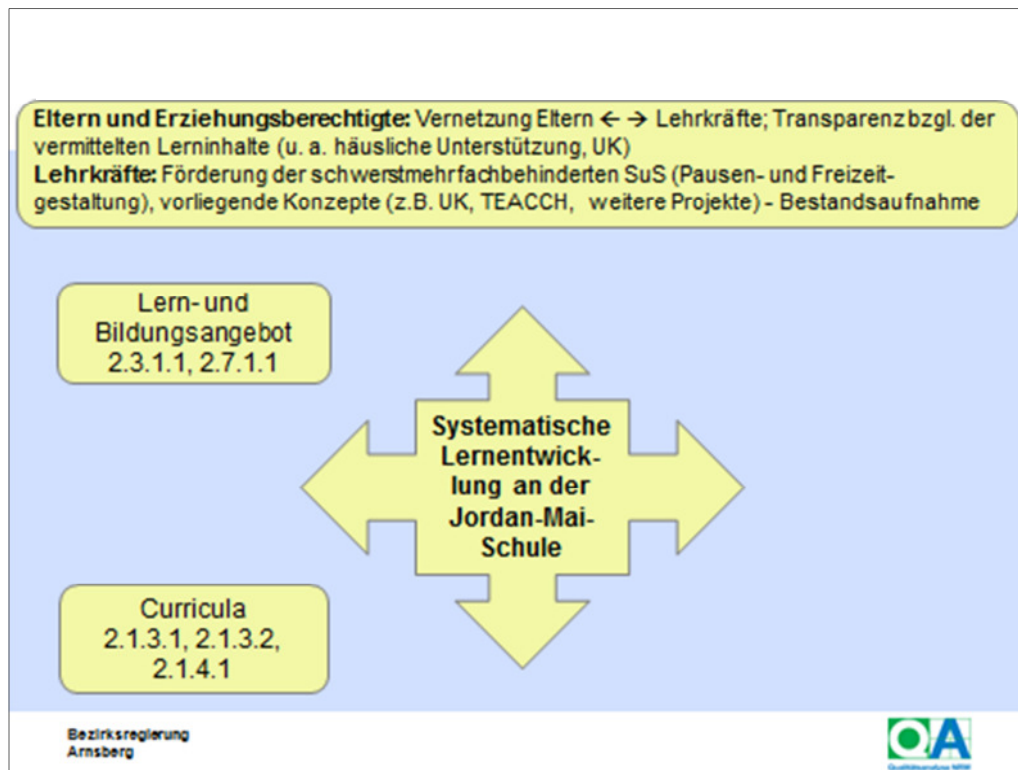 Eltern und Erziehungsberechtigte: Vernetzung Eltern ← → Lehrkräfte; Transparenz bzgl. der
vermittelten Lerninhalte (u. a. häusliche Unterstützung, UK)
Lehrkräfte: Förderung der schwerstmehrfachbehinderten SuS (Pausen- und Freizeit-
gestaltung), vorliegende Konzepte (z.B. UK, TEACCH, weitere Projekte) - Bestandsaufnahme
Lern- und
Bildungsangebot
2.3.1.1, 2.7.1.1
Systematische
Lernentwick-
lung an der
Jordan-Mai-
Schule
Curricula
2.1.3.1, 2.1.3.2,
2.1.4.1
Bezirksregierung
Arnsberg
QA
Qualitätsanalyse NRW